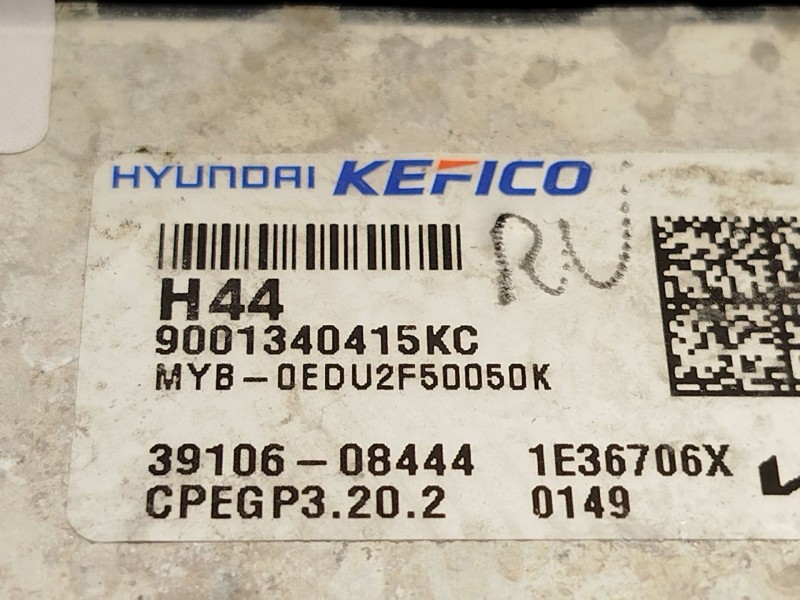 HYUNDAI KEFICO
RU
H44
9001340415KC
MYB-0EDU2F50050K
39106-08444 1E36706X
CPEGP3.20.2 0149